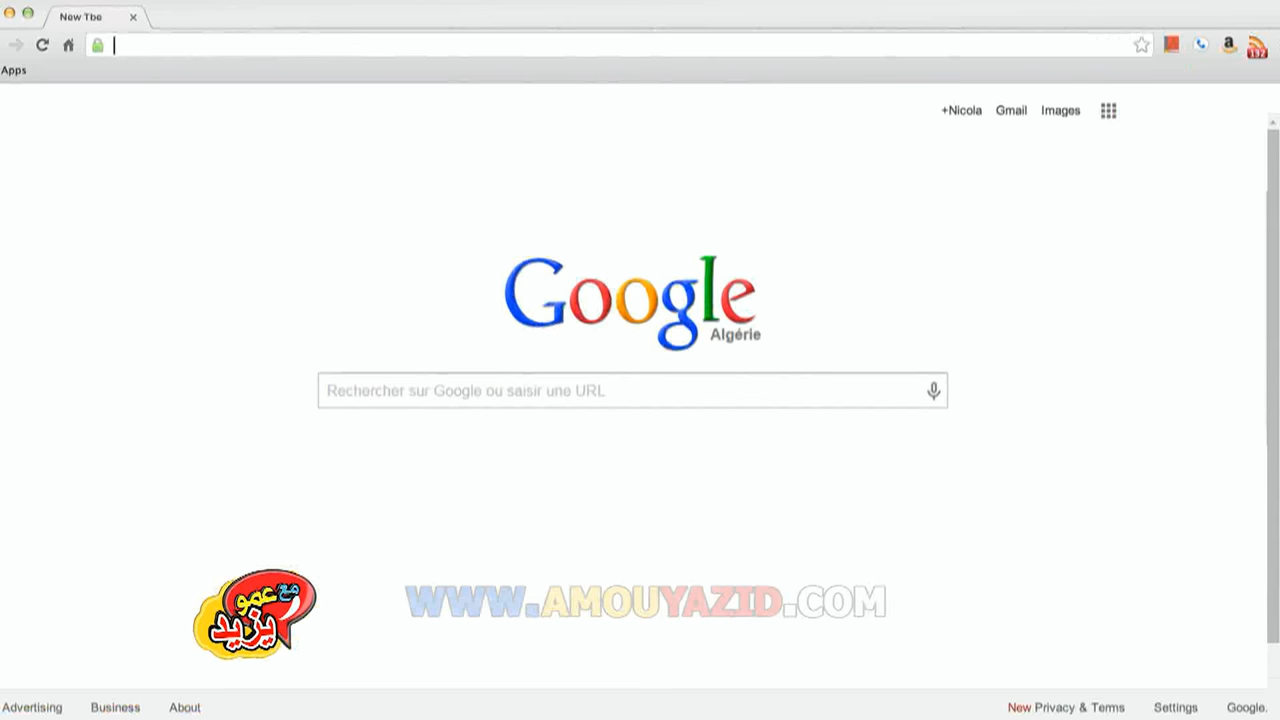 New Tbe
132
Apps
+Nicola Gmail Images
Google
Algérie
Rechercher sur Google ou saisir une URL
مع عمو
يزيد
WWW.AMOUYAZID.COM
Advertising Business About
New Privacy & Terms Settings Google.